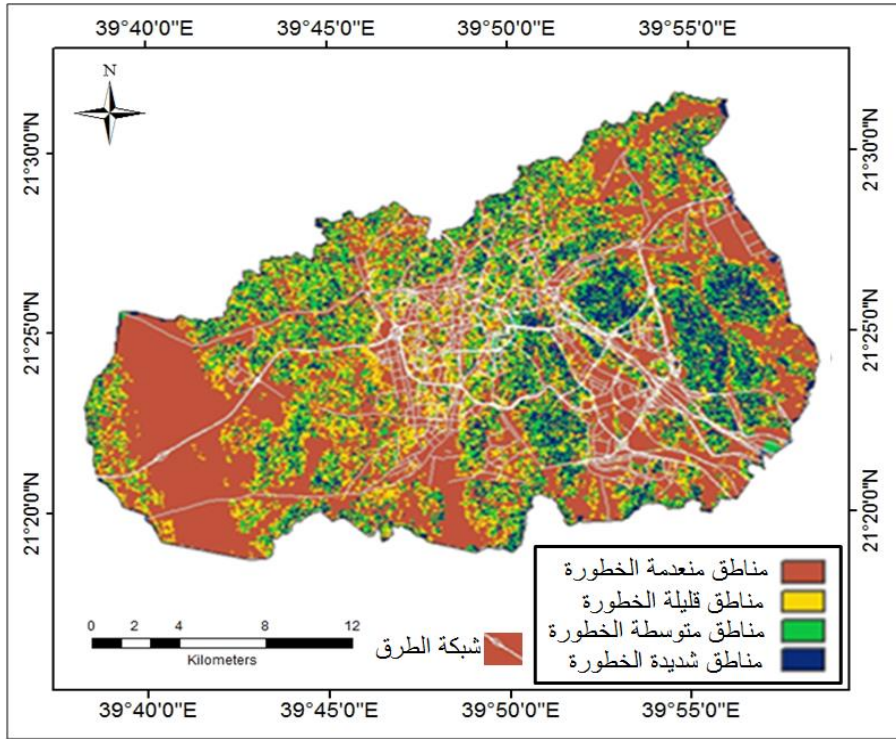 39°40'0"E 39°45'0"E 39°50'0"E 39°55'0"E
N
21°30'0"N 21°30'0"N
21°25'0"N 21°25'0"N
21°20'0"N 21°20'0"N
مناطق منعدمة الخطورة
مناطق قليلة الخطورة
مناطق متوسطة الخطورة
مناطق شديدة الخطورة
0 2 4 8 12
Kilometers
شبكة الطرق
39°40'0"E 39°45'0"E 39°50'0"E 39°55'0"E